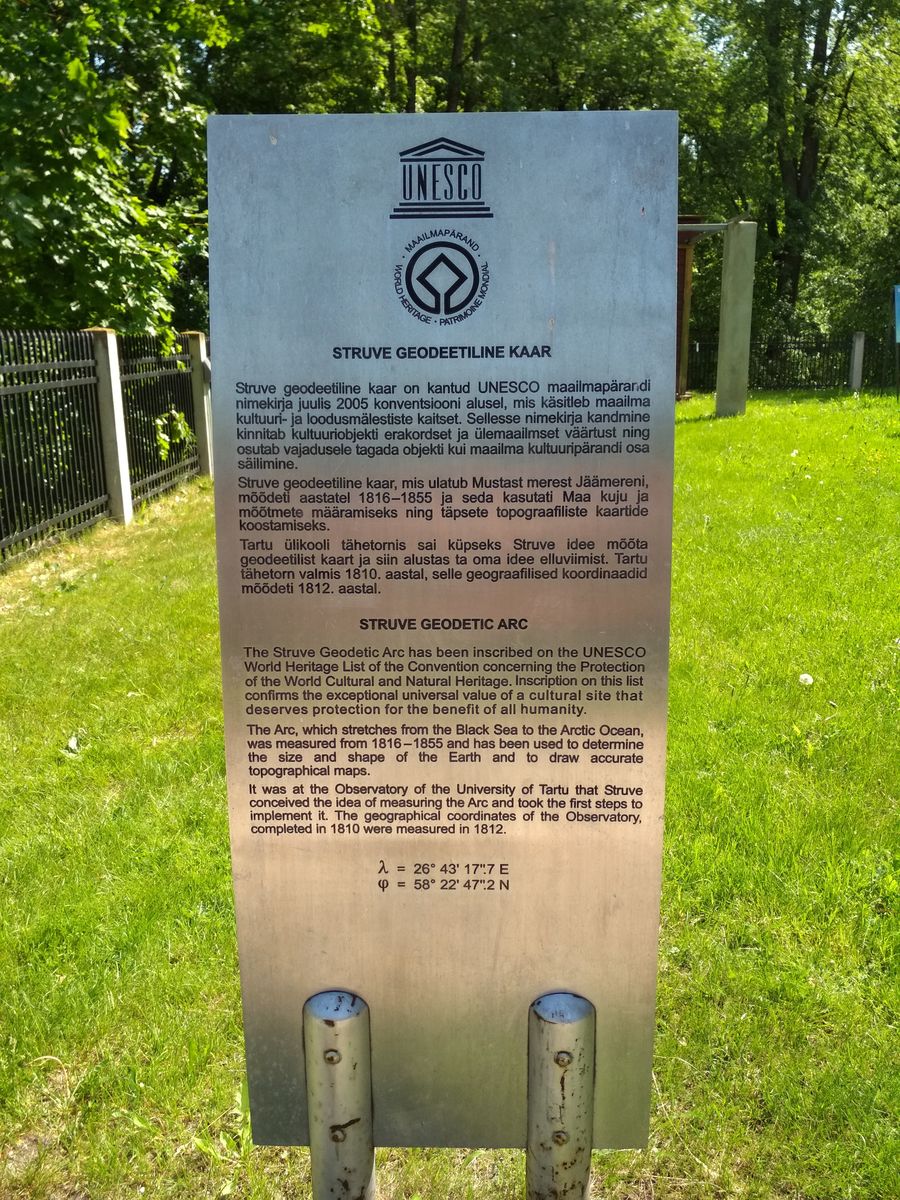 UNESCO
· MAAILMAPÄRAND · WORLD HERITAGE · PATRIMOINE MONDIAL
STRUVE GEODEETILINE KAAR
Struve geodeetiline kaar on kantud UNESCO maailmapärandi
nimekirja juulis 2005 konventsiooni alusel, mis käsitleb maailma
kultuuri- ja loodusmälestiste kaitset. Sellesse nimekirja kandmine
kinnitab kultuuriobjekti erakordset ja ülemaailmset väärtust ning
osutab vajadusele tagada objekti kui maailma kultuuripärandi osa
säilimine.
Struve geodeetiline kaar, mis ulatub Mustast merest Jäämereni,
mõõdeti aastatel 1816–1855 ja seda kasutati Maa kuju ja
mõõtmete määramiseks ning täpsete topograafiliste kaartide
koostamiseks.
Tartu ülikooli tähetornis sai küpseks Struve idee mõõta
geodeetilist kaart ja siin alustas ta oma idee elluviimist. Tartu
tähetorn valmis 1810. aastal, selle geograafilised koordinaadid
mõõdeti 1812. aastal.
STRUVE GEODETIC ARC
The Struve Geodetic Arc has been inscribed on the UNESCO
World Heritage List of the Convention concerning the Protection
of the World Cultural and Natural Heritage. Inscription on this list
confirms the exceptional universal value of a cultural site that
deserves protection for the benefit of all humanity.
The Arc, which stretches from the Black Sea to the Arctic Ocean,
was measured from 1816–1855 and has been used to determine
the size and shape of the Earth and to draw accurate
topographical maps.
It was at the Observatory of the University of Tartu that Struve
conceived the idea of measuring the Arc and took the first steps to
implement it. The geographical coordinates of the Observatory,
completed in 1810 were measured in 1812.
λ = 26° 43' 17".7 E
φ = 58° 22' 47".2 N